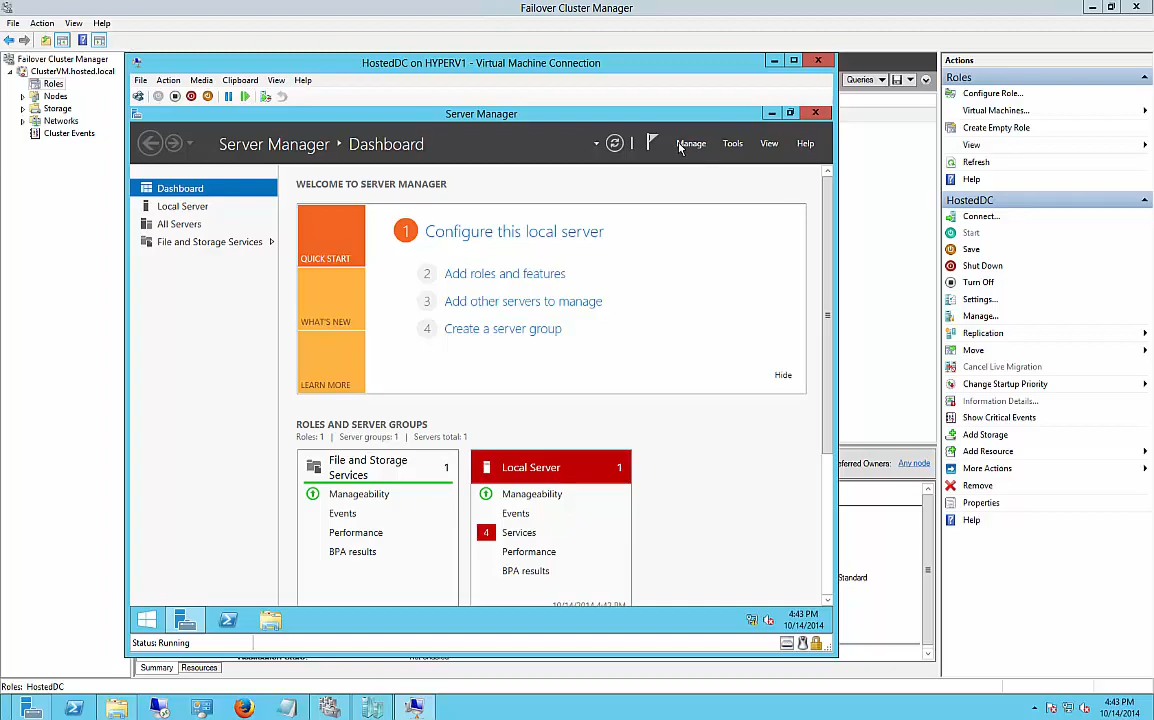 Failover Cluster Manager
File Action View Help
Failover Cluster Manager
ClusterVM.hosted.local
Roles
Nodes
Storage
Networks
Cluster Events
HostedDC on HYPERV1 - Virtual Machine Connection
File Action Media Clipboard View Help
Server Manager
Server Manager Dashboard
Manage Tools View Help
Dashboard
Local Server
All Servers
File and Storage Services
WELCOME TO SERVER MANAGER
QUICK START
WHAT'S NEW
LEARN MORE
1 Configure this local server
2 Add roles and features
3 Add other servers to manage
4 Create a server group
Hide
ROLES AND SERVER GROUPS
Roles: 1 | Server groups: 1 | Servers total: 1
File and Storage Services 1
Manageability
Events
Performance
BPA results
Local Server 1
Manageability
Events
4 Services
Performance
BPA results
10/14/2014 4:42 PM
4:43 PM
10/14/2014
Status: Running
Queries
eferred Owners: Any node
Standard
Summary Resources
Roles: HostedDC
Actions
Roles
Configure Role...
Virtual Machines...
Create Empty Role
View
Refresh
Help
HostedDC
Connect...
Start
Save
Shut Down
Turn Off
Settings...
Manage...
Replication
Move
Cancel Live Migration
Change Startup Priority
Information Details...
Show Critical Events
Add Storage
Add Resource
More Actions
Remove
Properties
Help
4:43 PM
10/14/2014